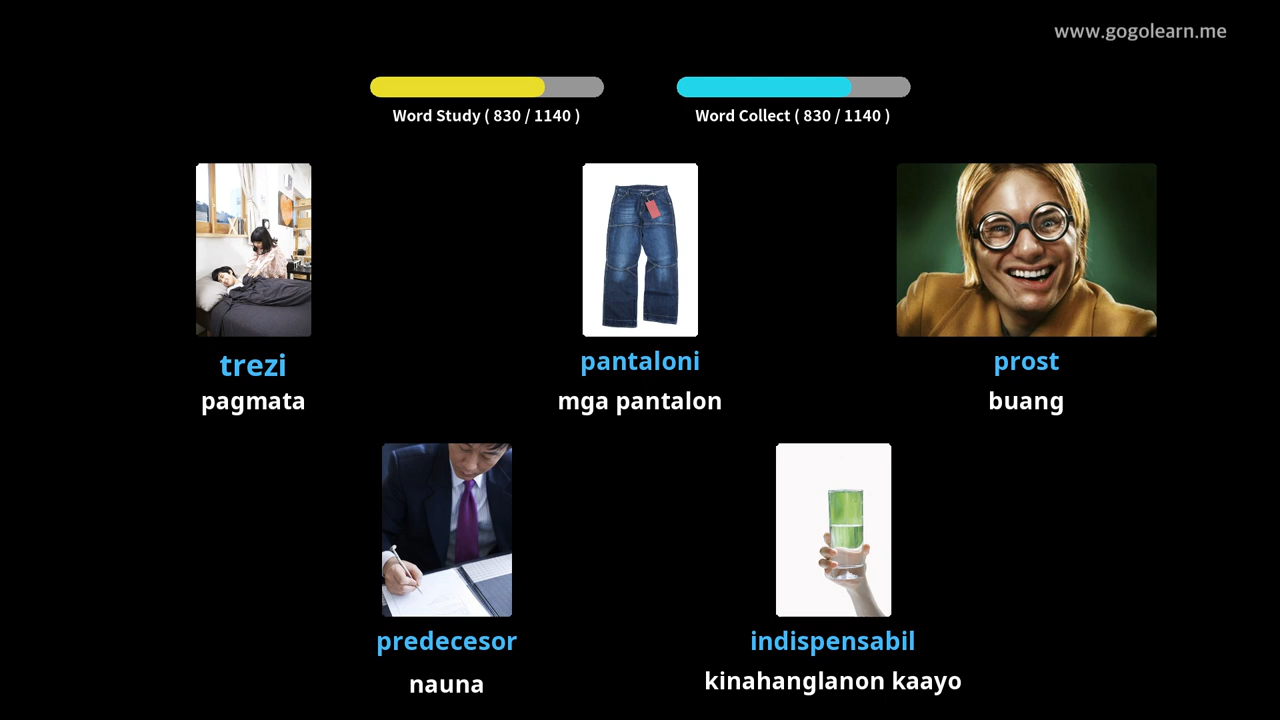 www.gogolearn.me
Word Study ( 830 / 1140 )
Word Collect ( 830 / 1140 )
trezi
pagmata
pantaloni
mga pantalon
prost
buang
predecesor
nauna
indispensabil
kinahanglanon kaayo